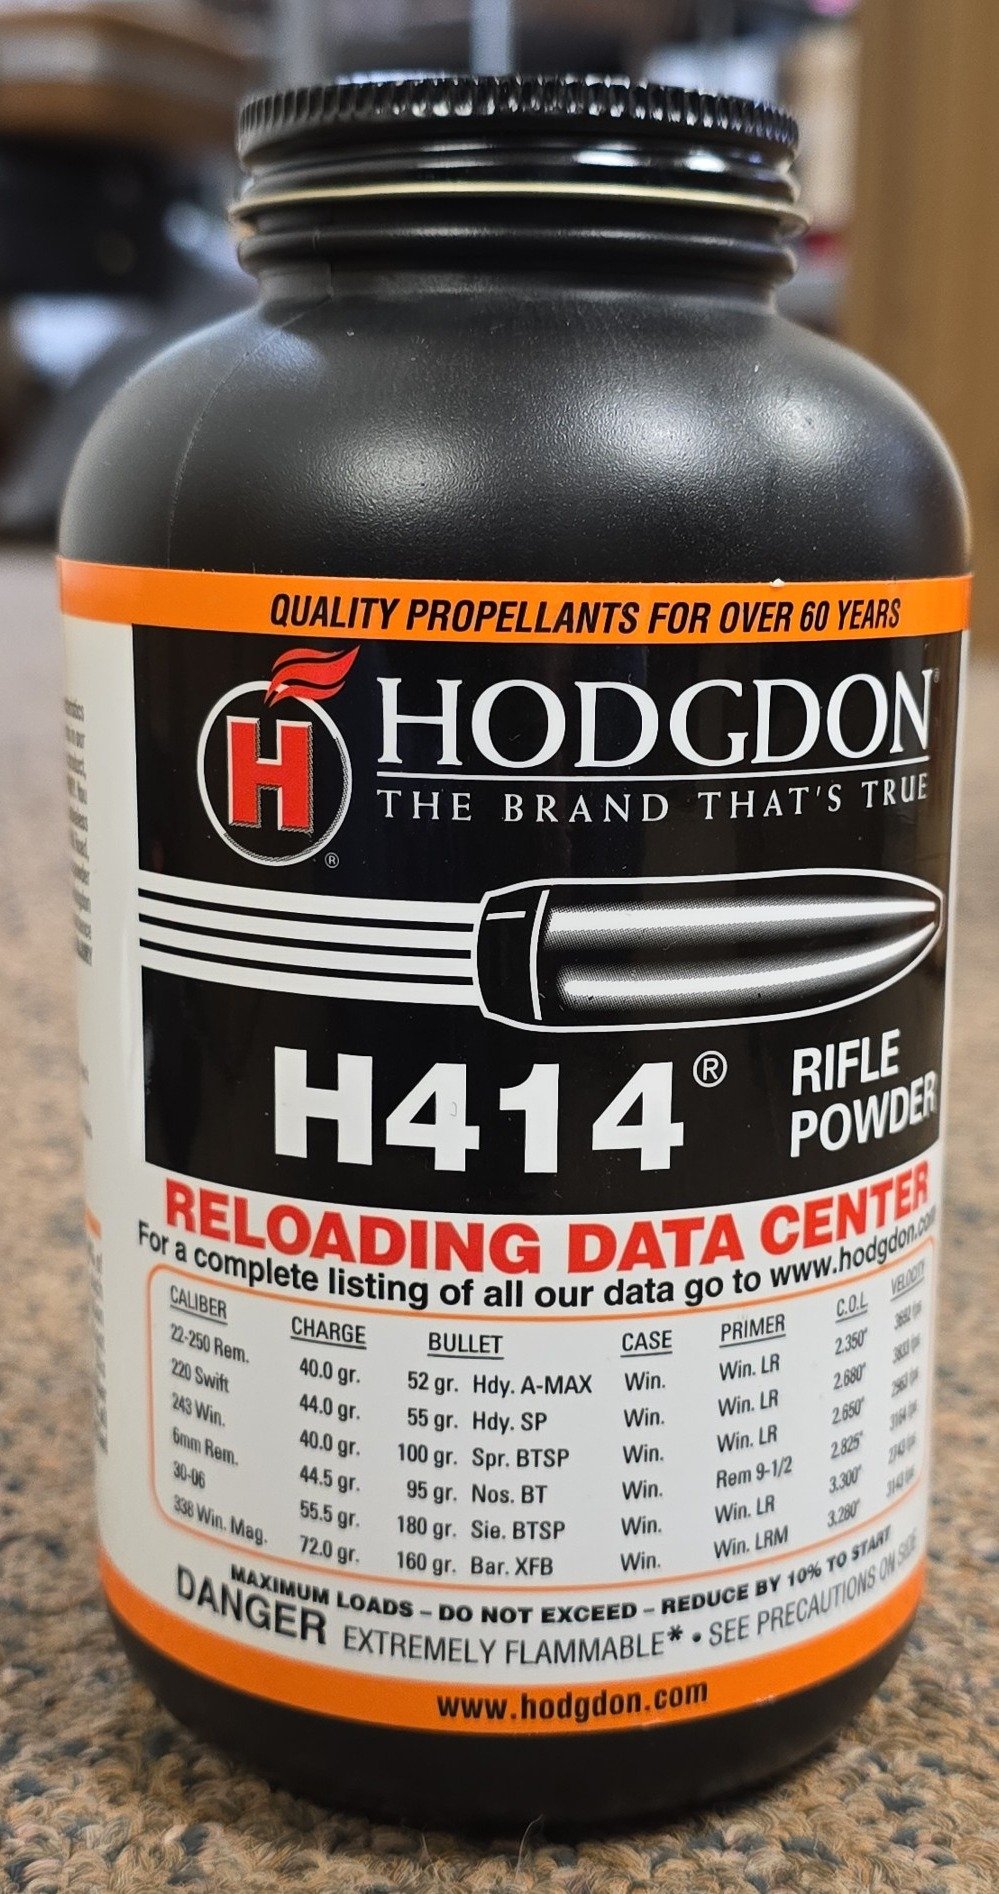 QUALITY PROPELLANTS FOR OVER 60 YEARS
H ®
HODGDON®
THE BRAND THAT'S TRUE
H414®
RIFLE
POWDER
RELOADING DATA CENTER
For a complete listing of all our data go to www.hodgdon.com
CALIBER CHARGE BULLET CASE PRIMER C.O.L VELOCITY
22-250 Rem. 40.0 gr. 52 gr. Hdy. A-MAX Win. Win. LR 2.350"
220 Swift 44.0 gr. 55 gr. Hdy. SP Win. Win. LR 2.680"
243 Win. 40.0 gr. 100 gr. Spr. BTSP Win. Win. LR 2.650"
6mm Rem. 44.5 gr. 95 gr. Nos. BT Win. Rem 9-1/2 2.825"
30-06 55.5 gr. 180 gr. Sie. BTSP Win. Win. LR 3.300"
338 Win. Mag. 72.0 gr. 160 gr. Bar. XFB Win. Win. LRM 3.280"
MAXIMUM LOADS – DO NOT EXCEED – REDUCE BY 10% TO START
DANGER EXTREMELY FLAMMABLE* • SEE PRECAUTIONS ON SIDE
www.hodgdon.com